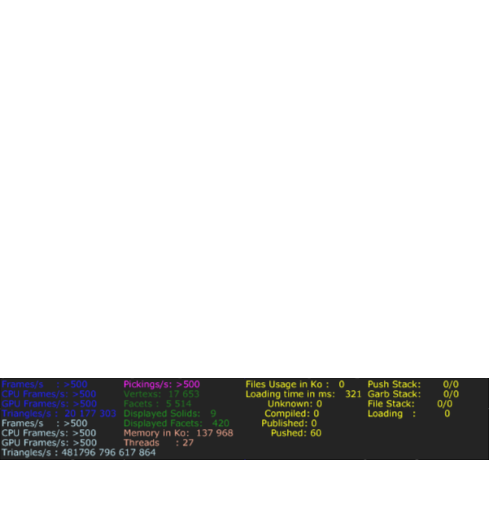 Frames/s : >500
CPU Frames/s: >500
GPU Frames/s: >500
Triangles/s : 20 177 303
Frames/s : >500
CPU Frames/s: >500
GPU Frames/s: >500
Triangles/s : 481796 796 617 864
Pickings/s: >500
Vertexs: 17 653
Facets : 5 514
Displayed Solids: 9
Displayed Facets: 420
Memory in Ko: 137 968
Threads : 27
Files Usage in Ko : 0
Loading time in ms: 321
Unknown: 0
Compiled: 0
Published: 0
Pushed: 60
Push Stack: 0/0
Garb Stack: 0/0
File Stack: 0/0
Loading : 0